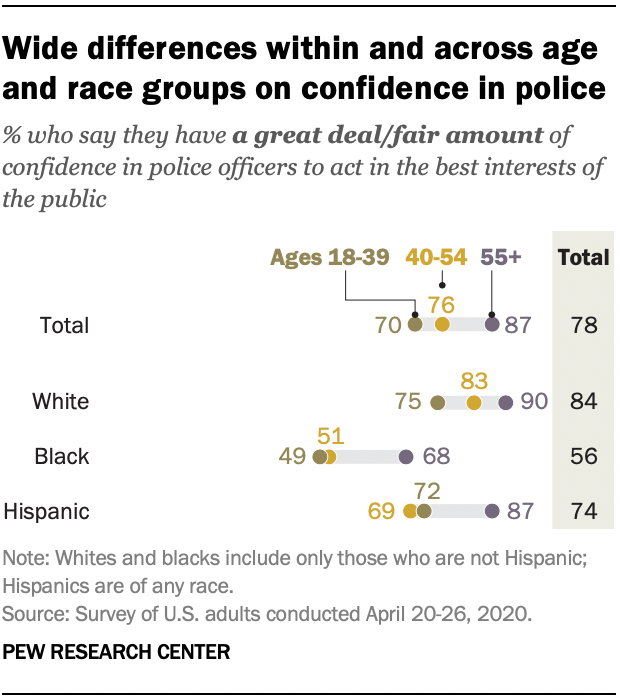 Wide differences within and across age
and race groups on confidence in police
% who say they have a great deal/fair amount of
confidence in police officers to act in the best interests of
the public
Ages 18-39 40-54 55+ Total
76
Total 70 87 78
83
White 75 90 84
51
Black 49 68 56
72
Hispanic 69 87 74
Note: Whites and blacks include only those who are not Hispanic;
Hispanics are of any race.
Source: Survey of U.S. adults conducted April 20-26, 2020.
PEW RESEARCH CENTER